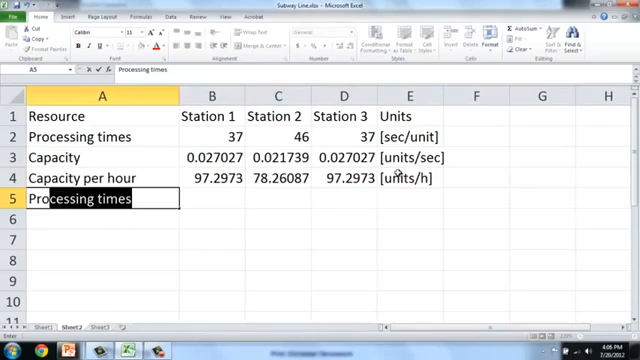 Subway Line.xlsx - Microsoft Excel
File Home Insert Page Layout Formulas Data Review View
Cut Copy Format Painter Calibri 11 Wrap Text General Conditional Formatting Format as Table Cell Styles Insert Delete Format AutoSum Fill Clear Sort & Filter Find & Select
Clipboard Font Alignment Number Styles Cells Editing
A5 Processing times
A B C D E F G H
1 Resource Station 1 Station 2 Station 3 Units
2 Processing times 37 46 37 [sec/unit]
3 Capacity 0.027027 0.021739 0.027027 [units/sec]
4 Capacity per hour 97.2973 78.26087 97.2973 [units/h]
5 Processing times
6
7
8
9
10
11
Sheet1 Sheet2 Sheet3
Enter
4:05 PM
7/20/2012